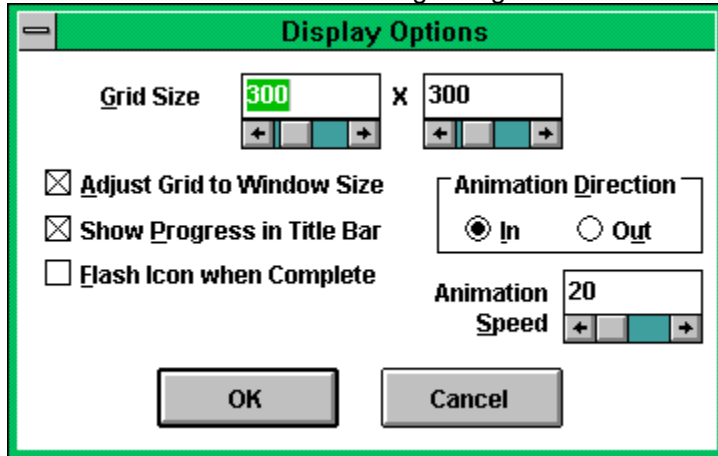 Display Options
Grid Size 300 X 300
Adjust Grid to Window Size
Animation Direction
Show Progress in Title Bar
In Out
Flash Icon when Complete
Animation Speed 20
OK Cancel